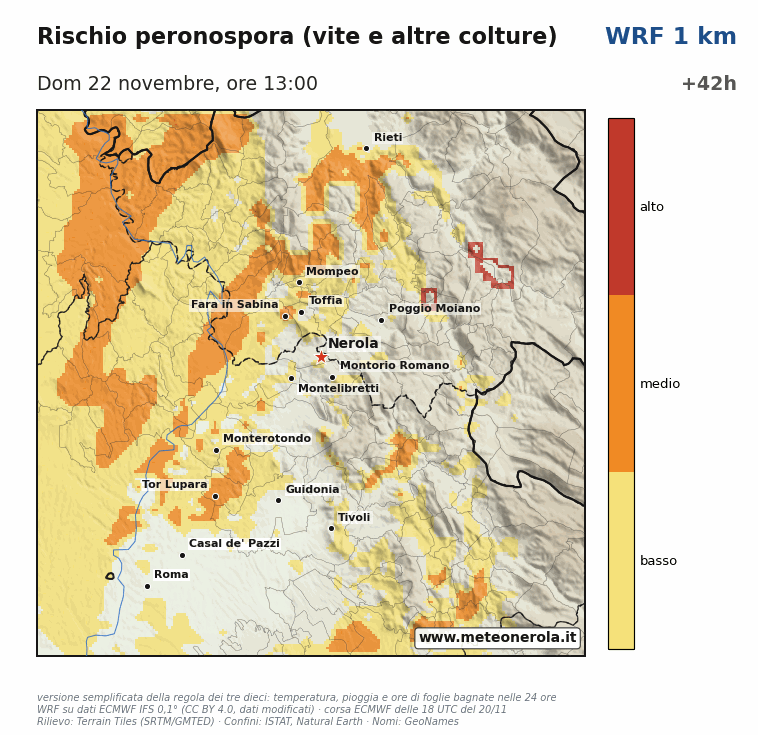 Rischio peronospora (vite e altre colture) WRF 1 km
Dom 22 novembre, ore 13:00 +42h
Rieti
alto
Mompeo
Toffia
Fara in Sabina
Poggio Moiano
Nerola
Montorio Romano
medio
Montelibretti
Monterotondo
Tor Lupara
Guidonia
Tivoli
Casal de' Pazzi
basso
Roma
www.meteonerola.it
versione semplificata della regola dei tre dieci: temperatura, pioggia e ore di foglie bagnate nelle 24 ore
WRF su dati ECMWF IFS 0,1° (CC BY 4.0, dati modificati) · corsa ECMWF delle 18 UTC del 20/11
Rilievo: Terrain Tiles (SRTM/GMTED) · Confini: ISTAT, Natural Earth · Nomi: GeoNames